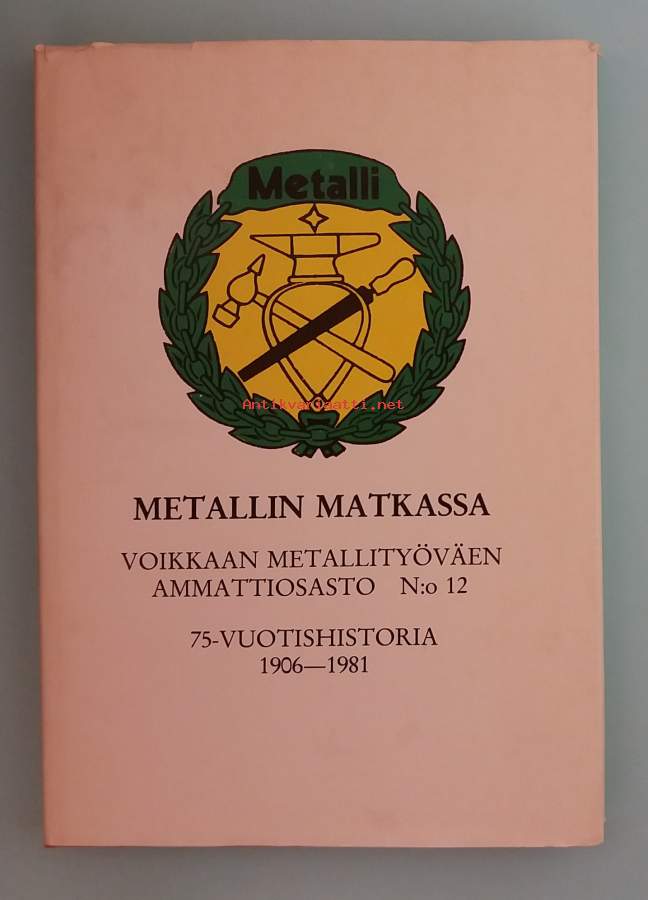 Metalli
Antikvariaatti.net
METALLIN MATKASSA
VOIKKAAN METALLITYÖVÄEN
AMMATTIOSASTO N:o 12
75-VUOTISHISTORIA
1906—1981